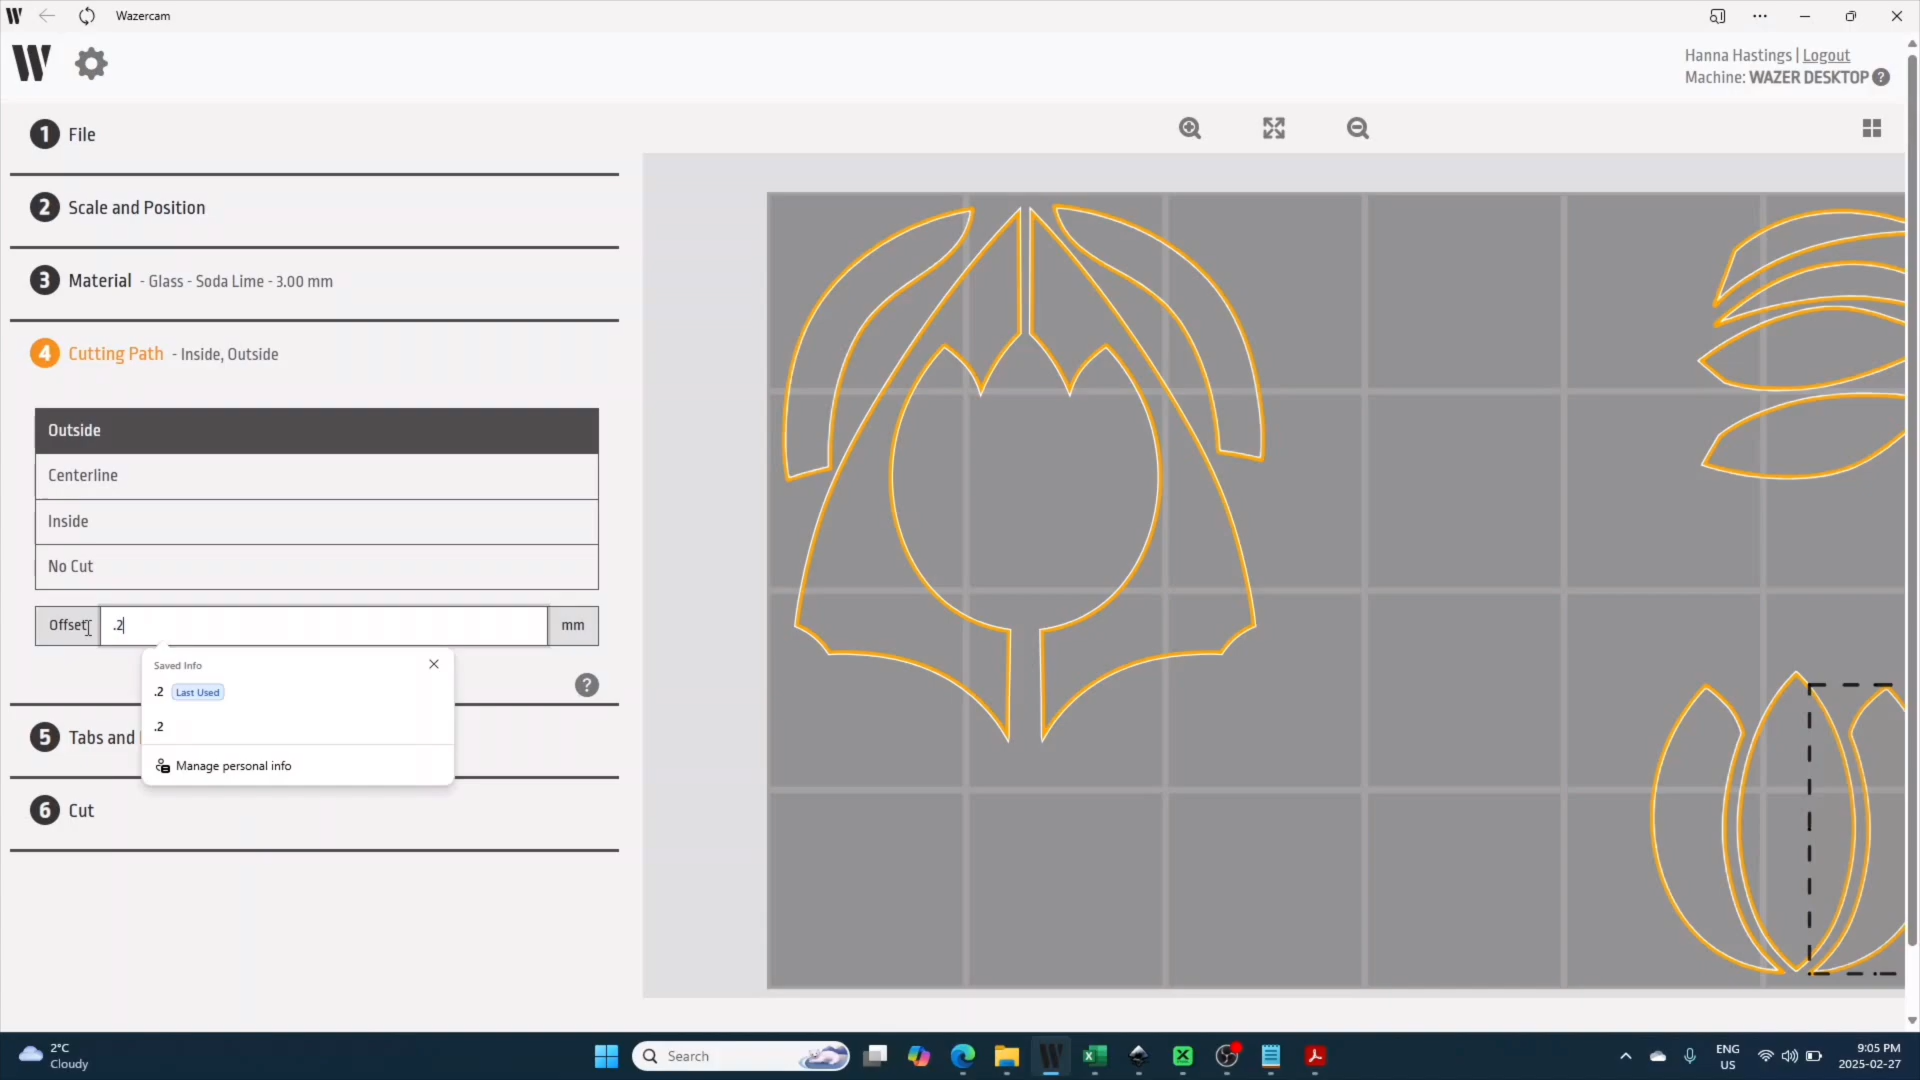 Wazercam
Hanna Hastings | Logout
Machine: WAZER DESKTOP ?
1 File
2 Scale and Position
3 Material - Glass - Soda Lime - 3.00 mm
4 Cutting Path - Inside, Outside
Outside
Centerline
Inside
No Cut
Offset .2 mm
Saved Info
.2 Last Used
.2
Manage personal info
?
5 Tabs and
6 Cut
2°C
Cloudy
Search
ENG
US
9:05 PM
2025-02-27